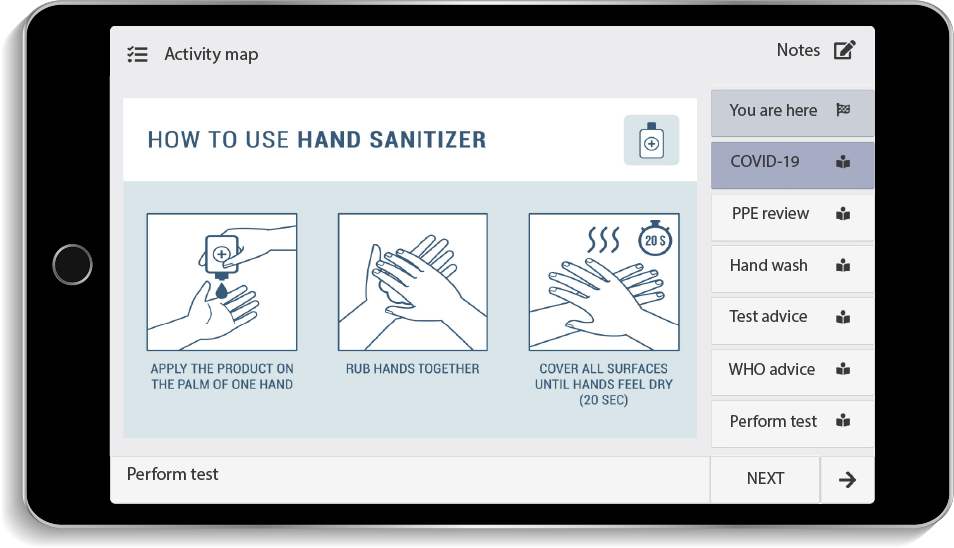 Activity map
Notes
HOW TO USE HAND SANITIZER
20 S
APPLY THE PRODUCT ON
THE PALM OF ONE HAND
RUB HANDS TOGETHER
COVER ALL SURFACES
UNTIL HANDS FEEL DRY
(20 SEC)
You are here
COVID-19
PPE review
Hand wash
Test advice
WHO advice
Perform test
Perform test
NEXT